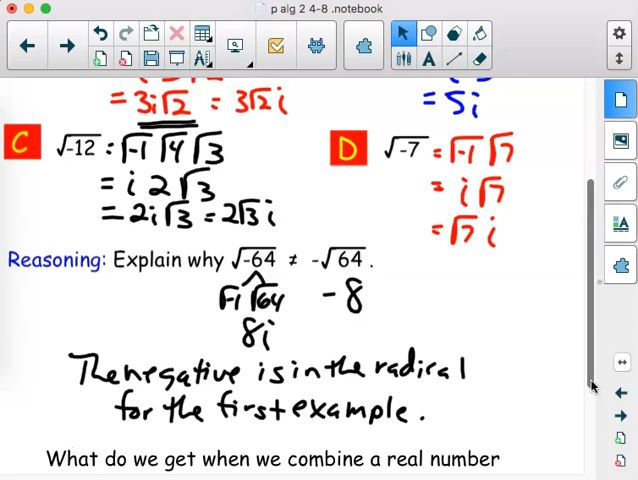 p alg 2 4-8 .notebook
= 3i√2 = 3√2 i
= 5i
C √-12 = √-1 √4 √3
= i 2 √3
= 2i√3 = 2√3 i
D √-7 = √-1 √7
= i √7
= √7 i
Reasoning: Explain why √-64 ≠ -√64.
√-1 √64 -8
8i
The negative is in the radical
for the first example.
What do we get when we combine a real number